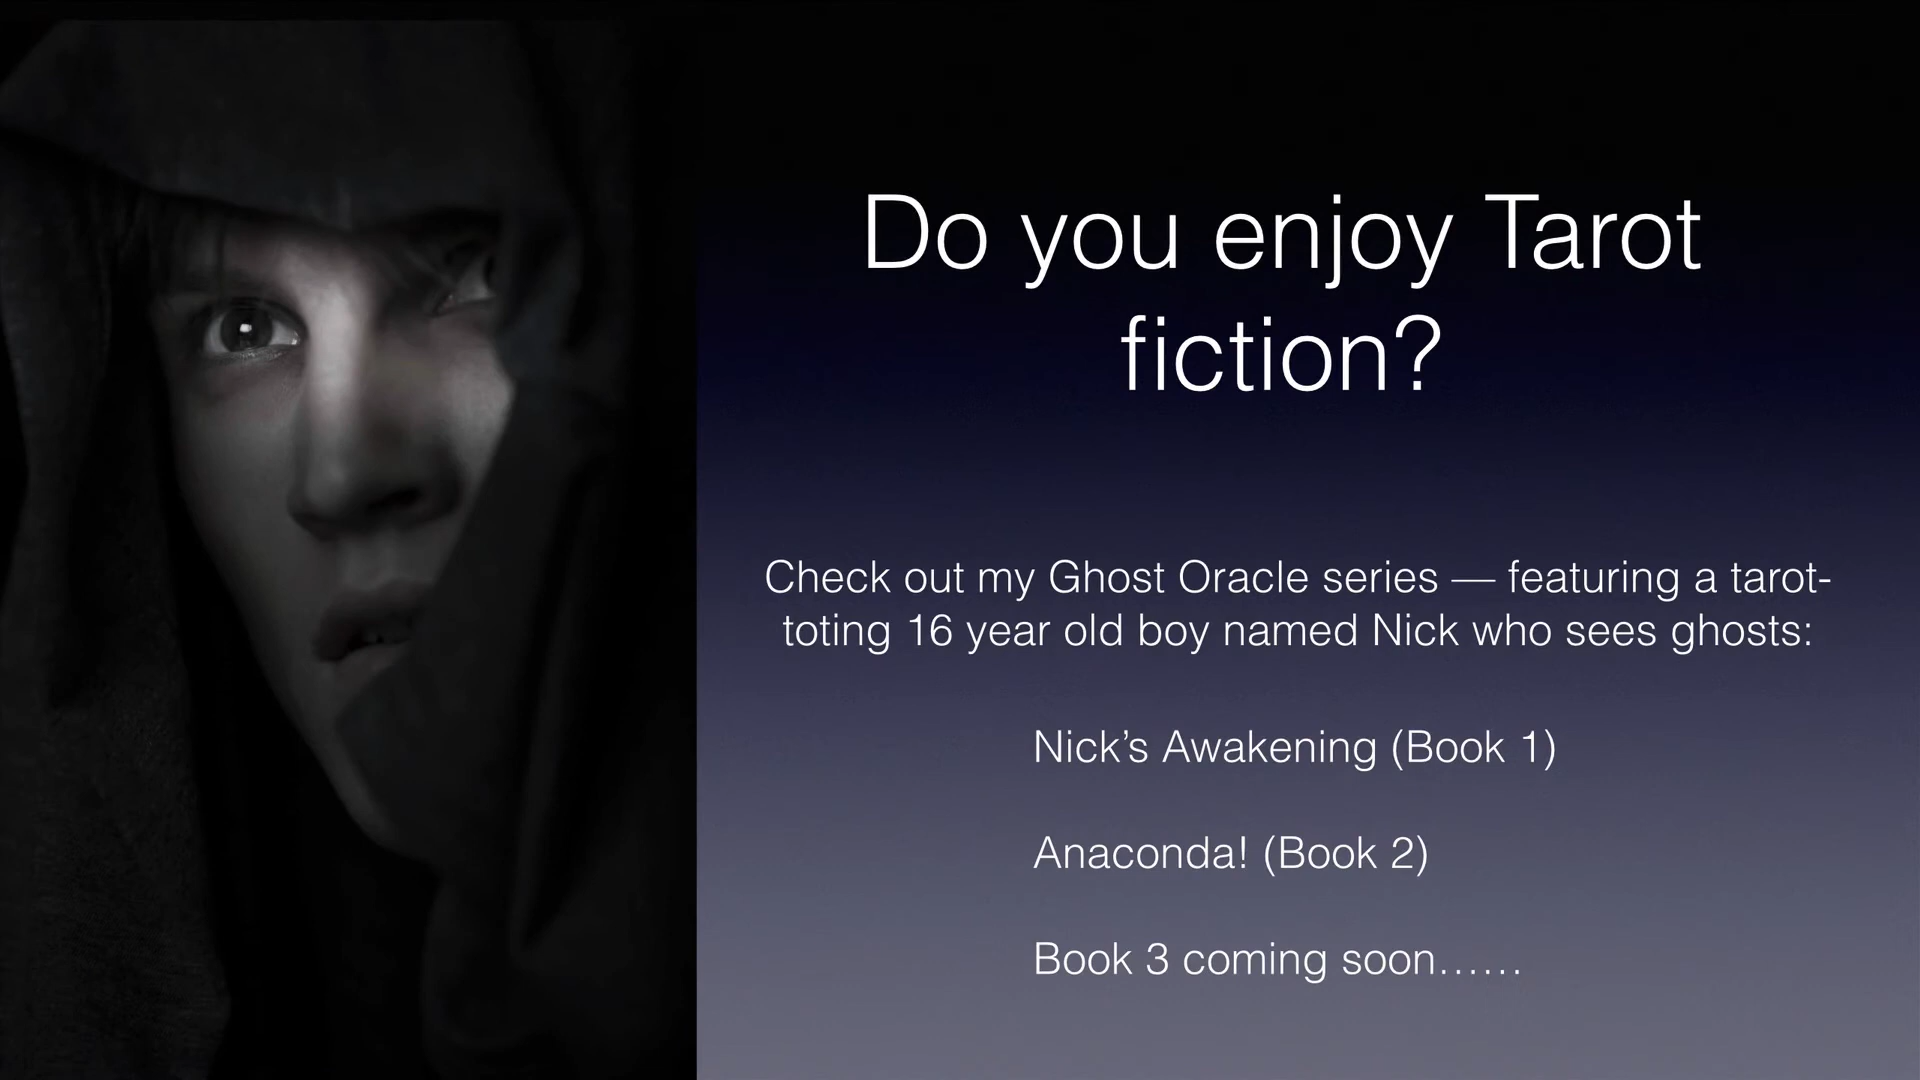 Do you enjoy Tarot
fiction?
Check out my Ghost Oracle series — featuring a tarot-
toting 16 year old boy named Nick who sees ghosts:
Nick’s Awakening (Book 1)
Anaconda! (Book 2)
Book 3 coming soon……